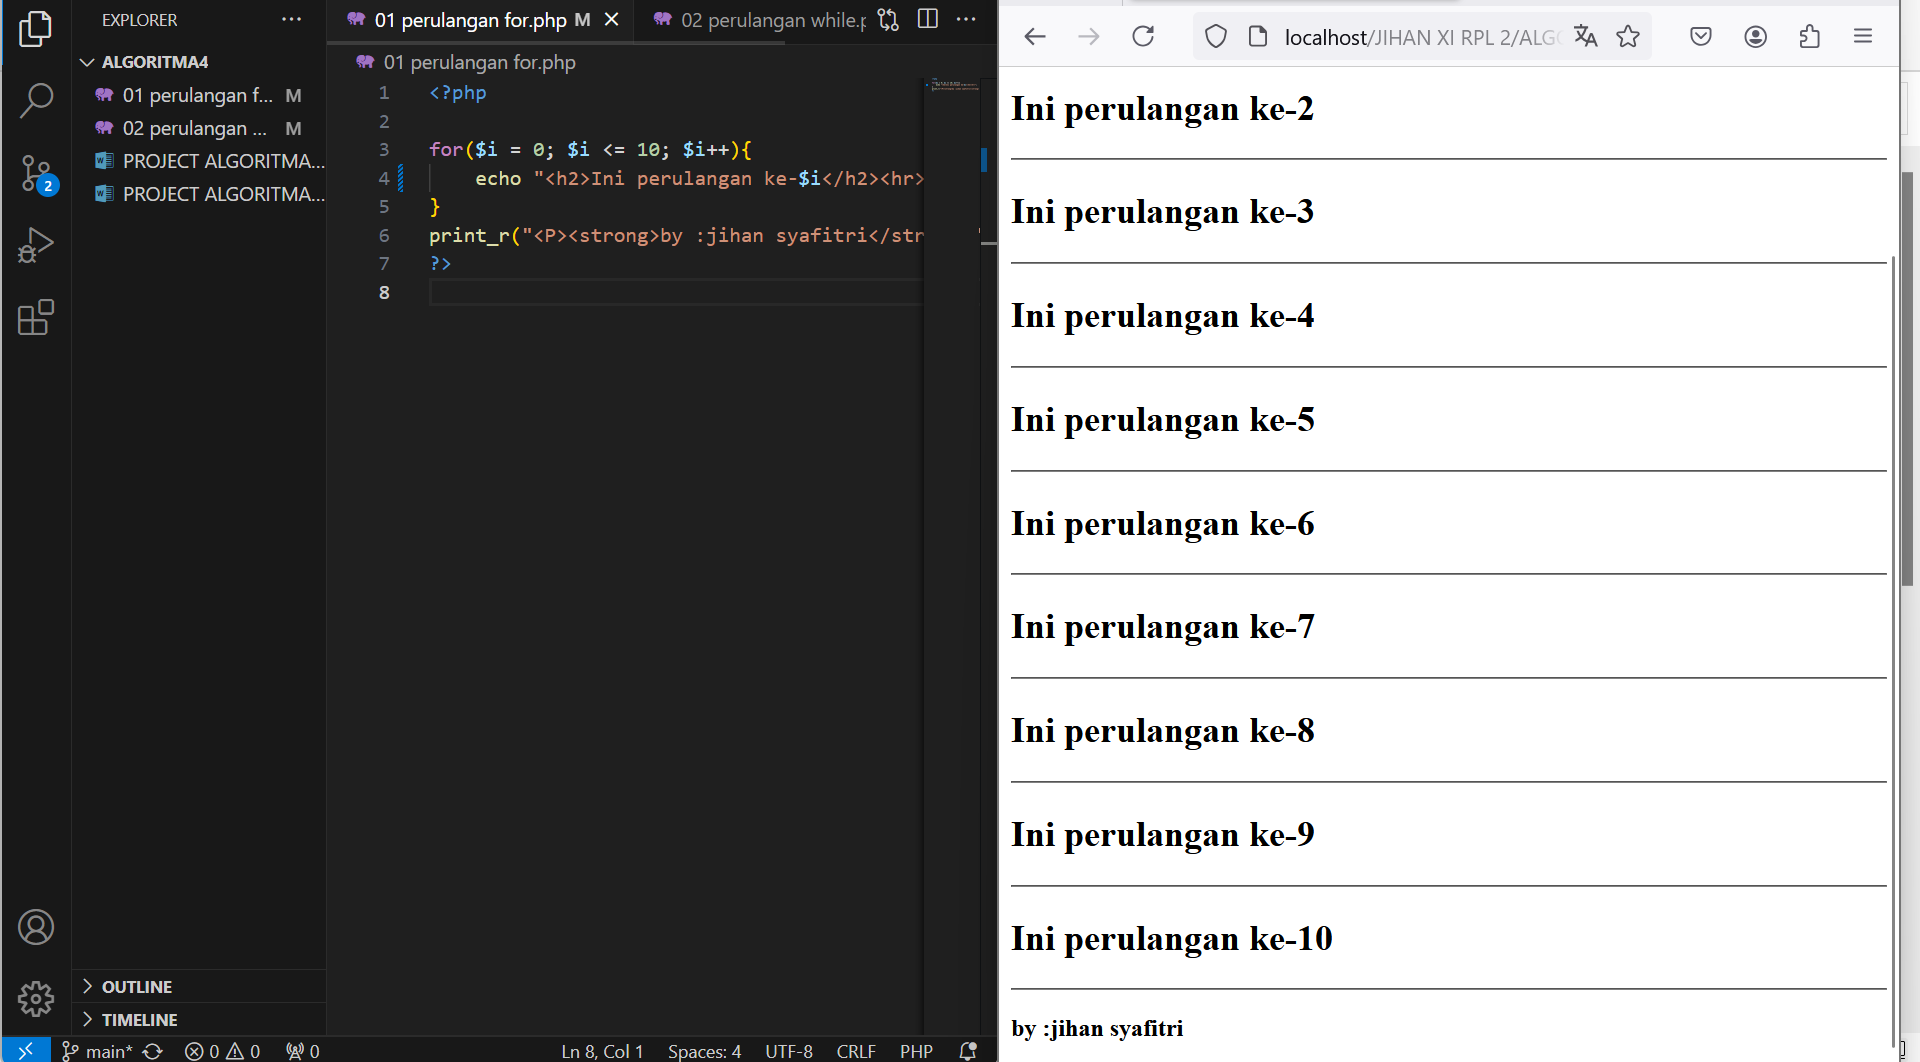 EXPLORER
ALGORITMA4
01 perulangan f... M
02 perulangan ... M
PROJECT ALGORITMA...
PROJECT ALGORITMA...
2
OUTLINE
TIMELINE
01 perulangan for.php M
02 perulangan while.p
01 perulangan for.php
1 <?php
2
3 for($i = 0; $i <= 10; $i++){
4 echo "<h2>Ini perulangan ke-$i</h2><hr>
5 }
6 print_r("<P><strong>by :jihan syafitri</str
7 ?>
8
main* 0 0 0 Ln 8, Col 1 Spaces: 4 UTF-8 CRLF PHP
localhost/JIHAN XI RPL 2/ALGO
Ini perulangan ke-2
Ini perulangan ke-3
Ini perulangan ke-4
Ini perulangan ke-5
Ini perulangan ke-6
Ini perulangan ke-7
Ini perulangan ke-8
Ini perulangan ke-9
Ini perulangan ke-10
by :jihan syafitri